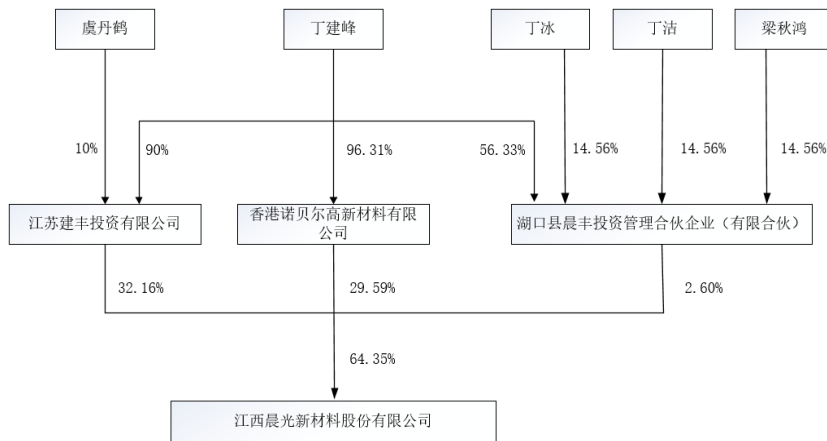 虞丹鹤
丁建峰
丁冰
丁洁
梁秋鸿
10%
90%
96.31%
56.33%
14.56%
14.56%
14.56%
江苏建丰投资有限公司
香港诺贝尔高新材料有限
公司
湖口县晨丰投资管理合伙企业（有限合伙）
32.16%
29.59%
2.60%
64.35%
江西晨光新材料股份有限公司